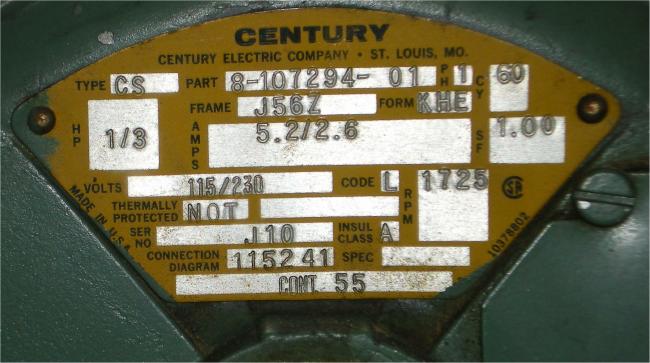 CENTURY
CENTURY ELECTRIC COMPANY • ST. LOUIS, MO.
TYPE CS PART 8-107294- 01 PH 1 CY 60
FRAME J56Z FORM KHE
HP 1/3 AMPS 5.2/2.6 SF 1.00
VOLTS 115/230 CODE L RPM 1725
THERMALLY PROTECTED NOT
SER NO J10 INSUL CLASS A
CONNECTION DIAGRAM 115241 SPEC
CONT. 55
MADE IN U.S.A.
10378802